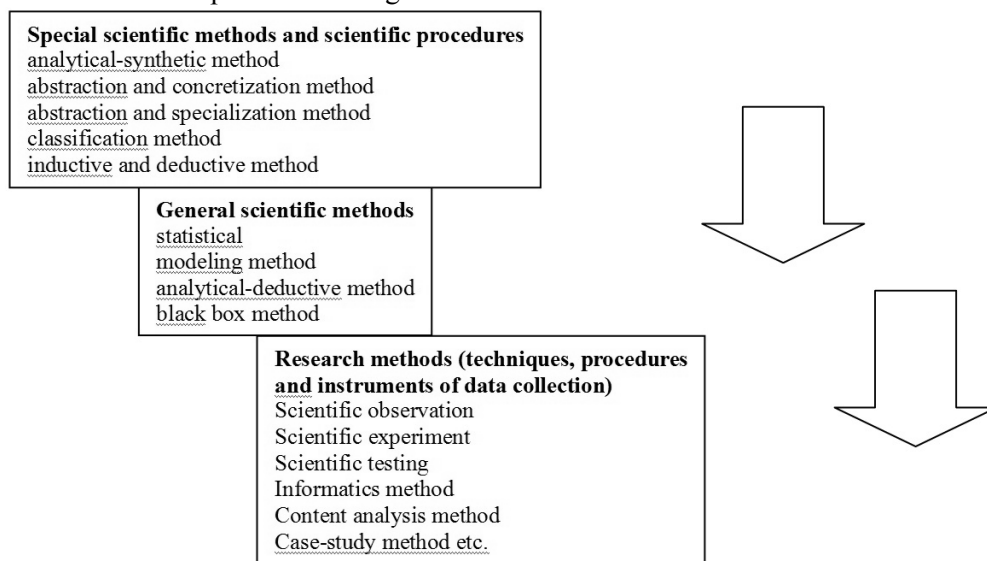 Special scientific methods and scientific procedures
analytical-synthetic method
abstraction and concretization method
abstraction and specialization method
classification method
inductive and deductive method
General scientific methods
statistical
modeling method
analytical-deductive method
black box method
Research methods (techniques, procedures
and instruments of data collection)
Scientific observation
Scientific experiment
Scientific testing
Informatics method
Content analysis method
Case-study method etc.